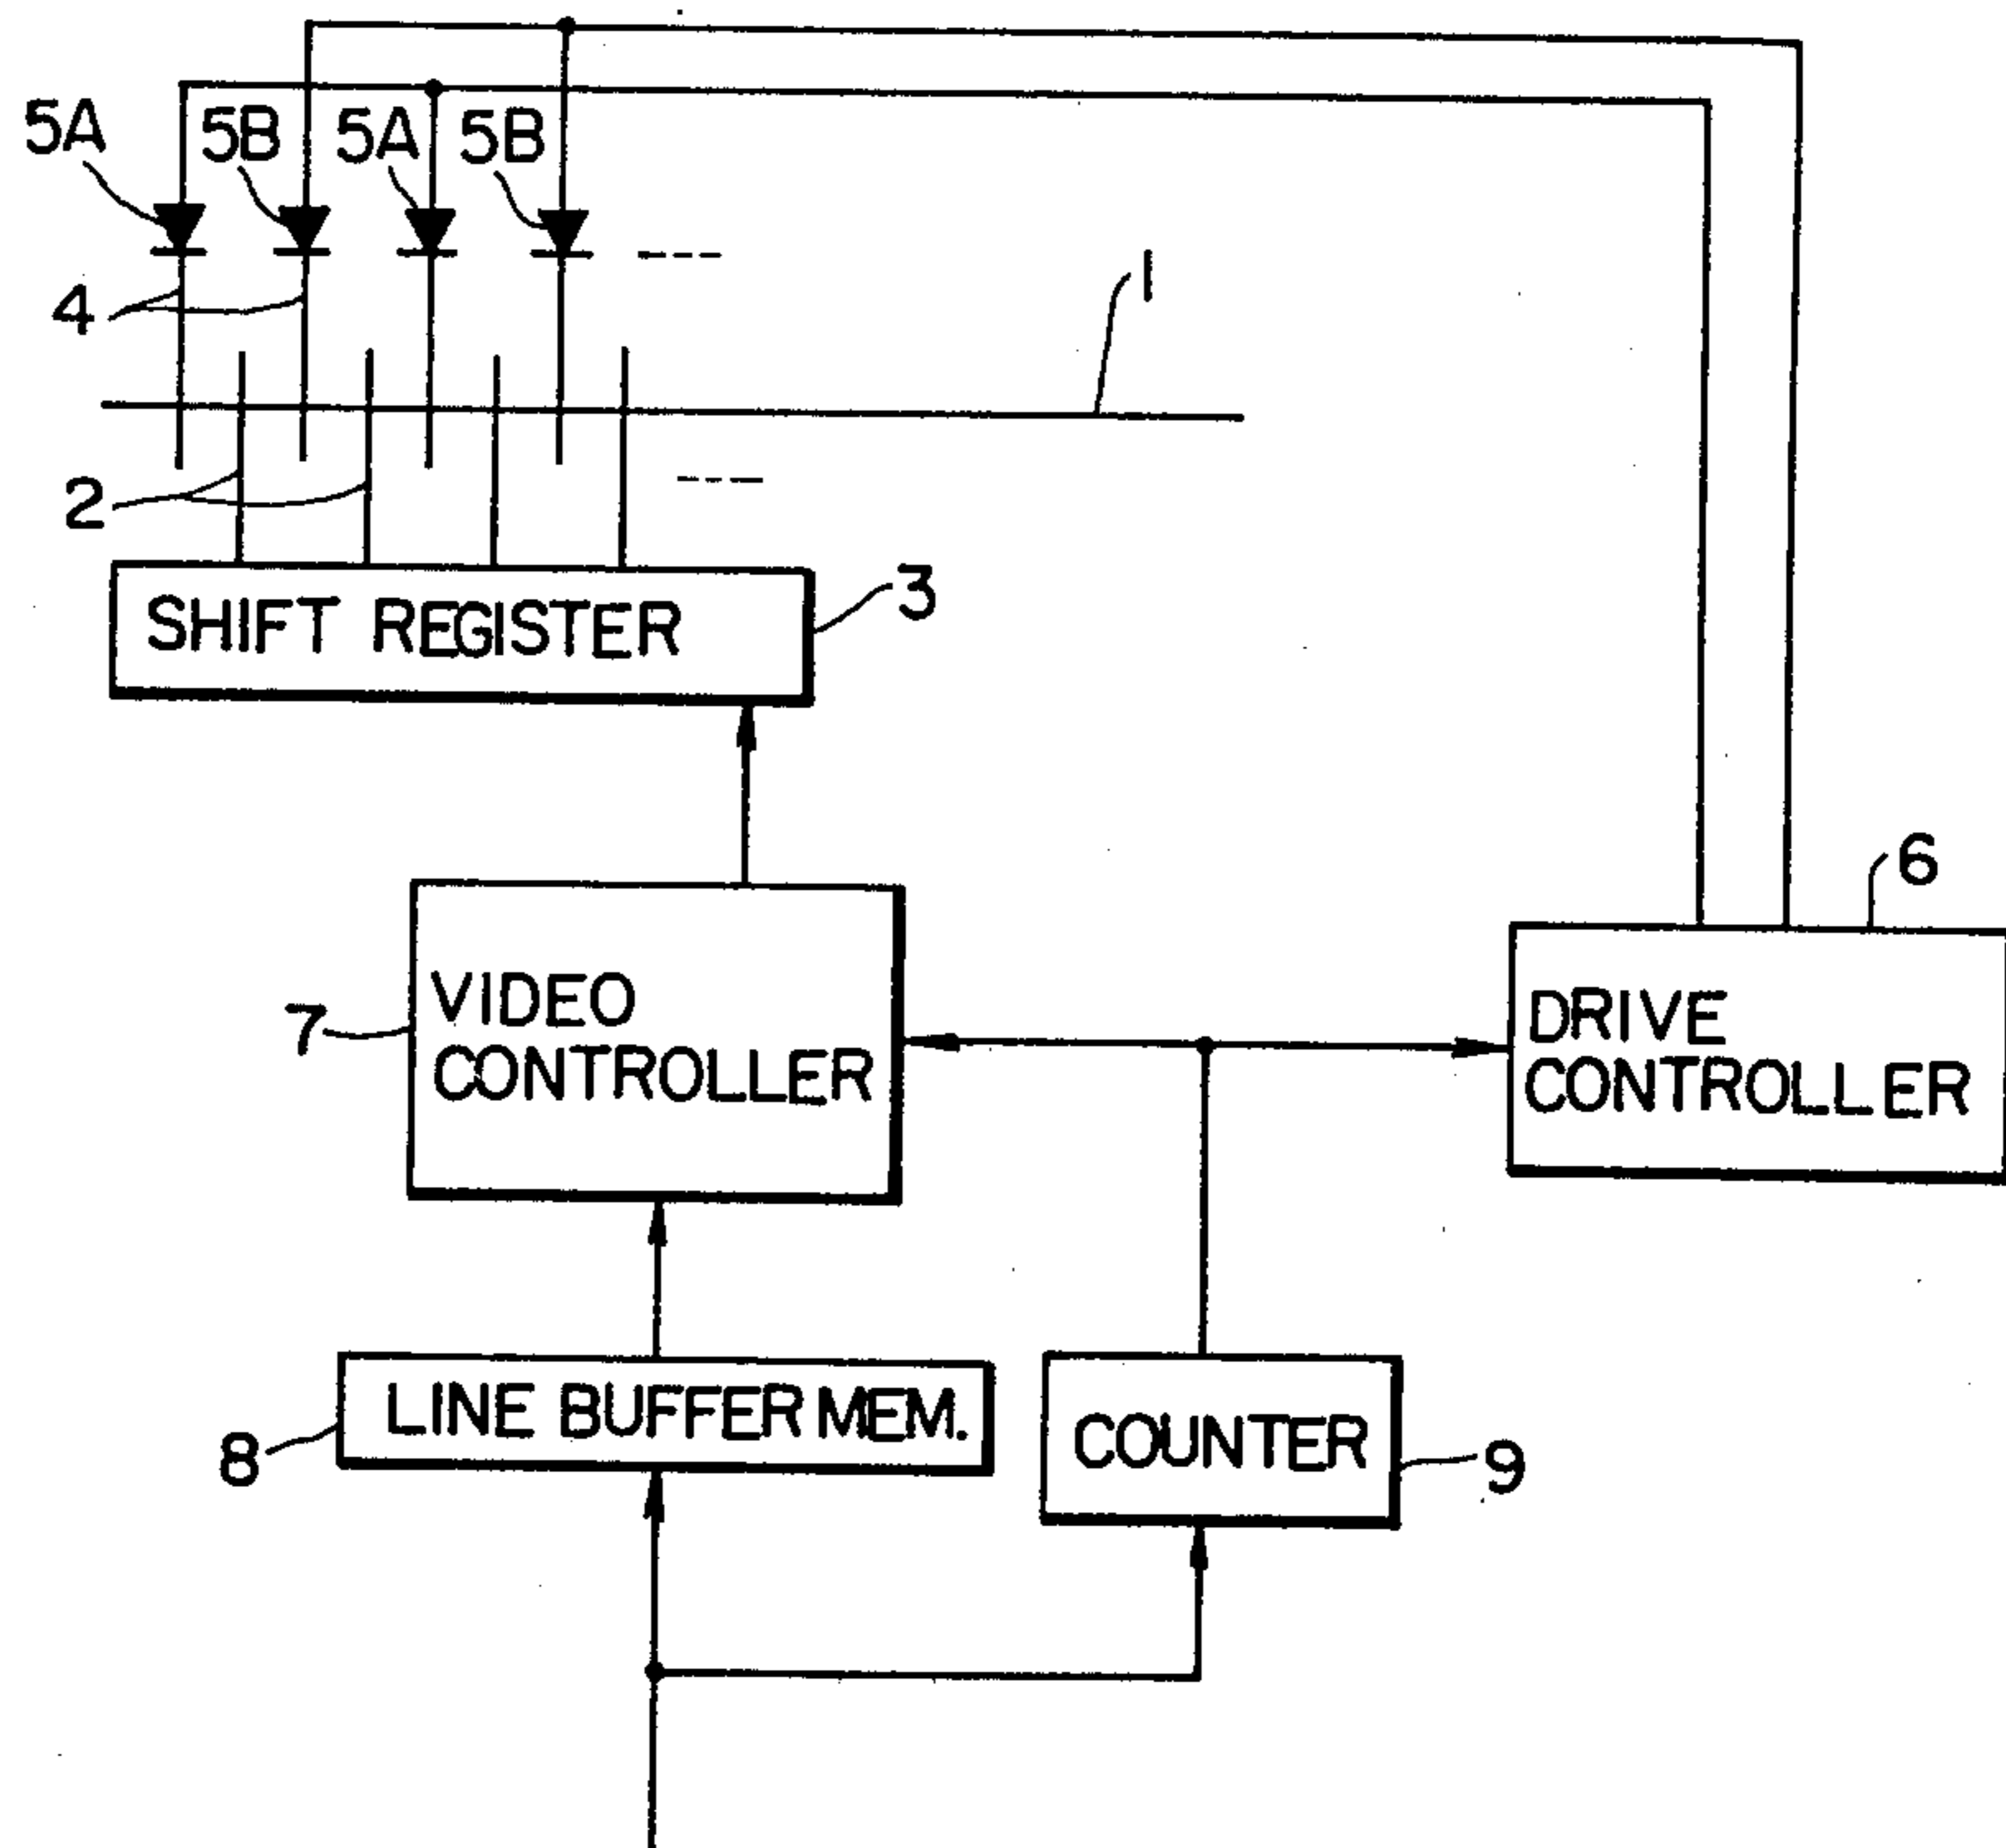 5A 5B 5A 5B
4
1
2
3
SHIFT REGISTER
6
7
VIDEO
CONTROLLER
DRIVE
CONTROLLER
8
LINE BUFFER MEM.
COUNTER
9